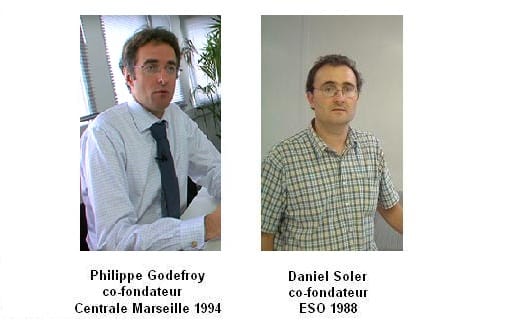 Philippe Godefroy
co-fondateur
Centrale Marseille 1994
Daniel Soler
co-fondateur
ESO 1988